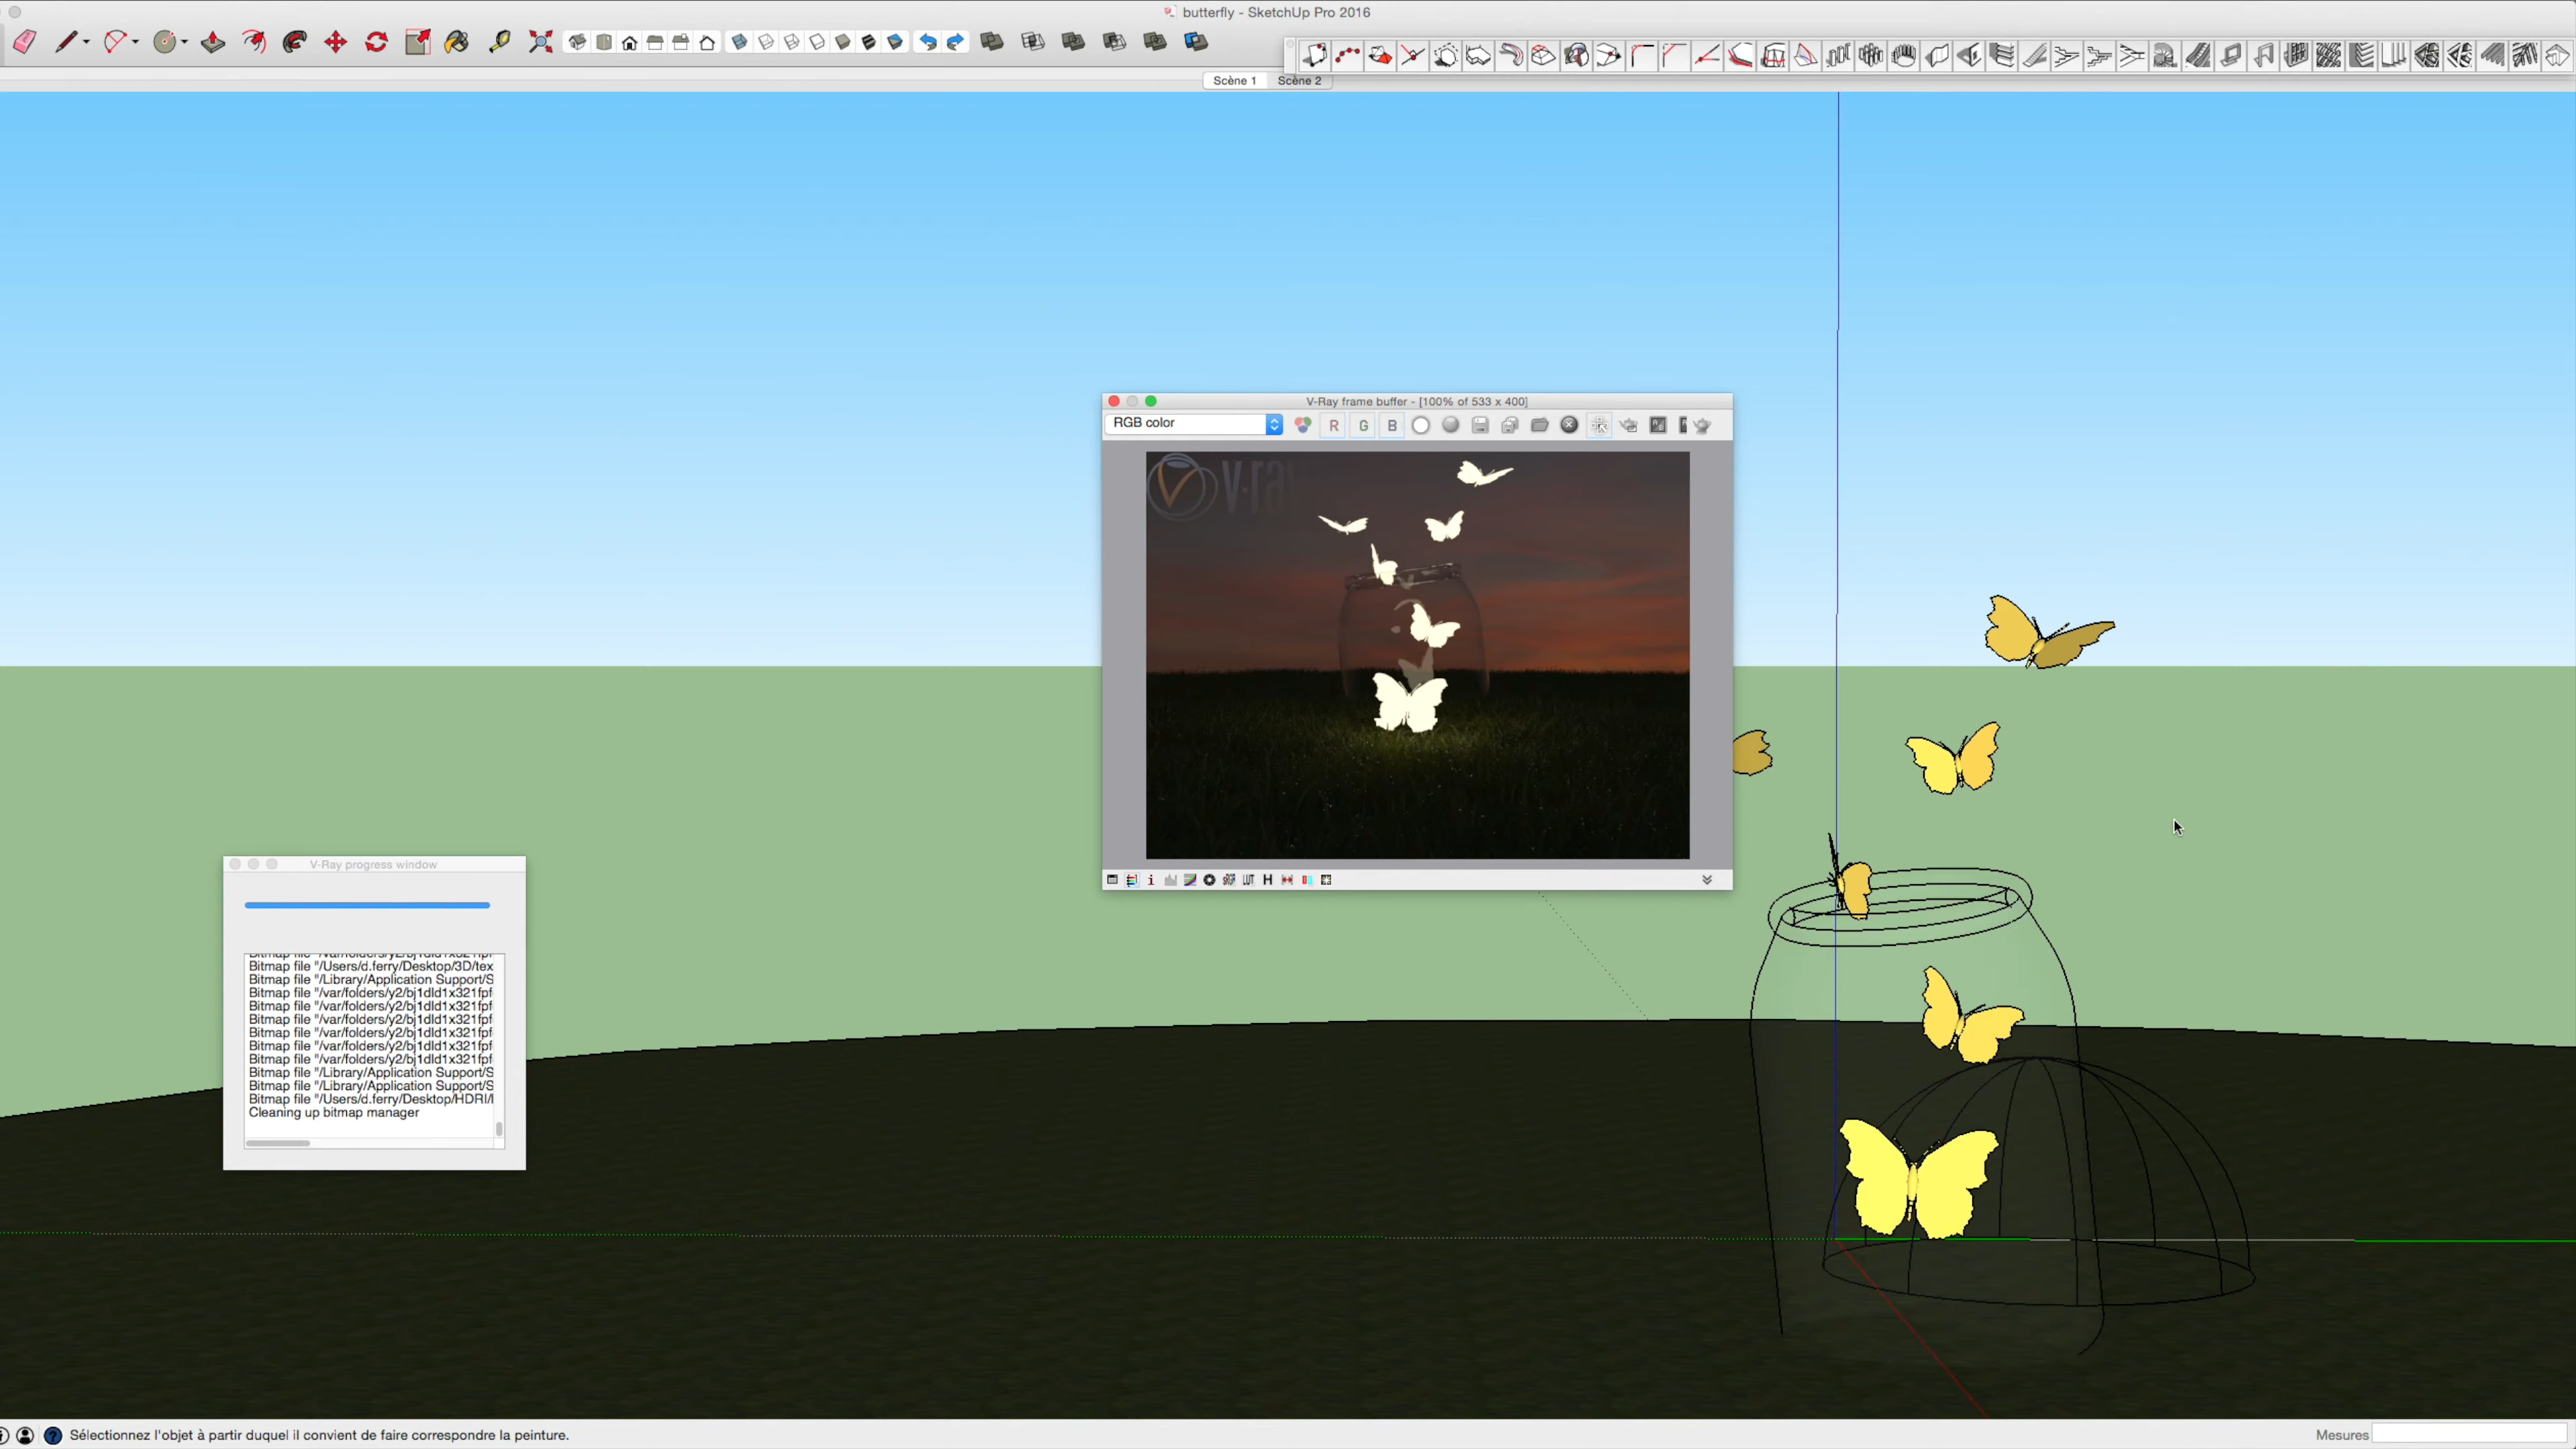 butterfly - SketchUp Pro 2016
Scène 1
Scène 2
V-Ray frame buffer - [100% of 533 x 400]
RGB color
R
G
B
v·ra
i
LUT
H
V-Ray progress window
Bitmap file "/Users/d.ferry/Desktop/3D/tex
Bitmap file "/Library/Application Support/S
Bitmap file "/var/folders/y2/bj1dld1x321fpf
Bitmap file "/var/folders/y2/bj1dld1x321fpf
Bitmap file "/var/folders/y2/bj1dld1x321fpf
Bitmap file "/var/folders/y2/bj1dld1x321fpf
Bitmap file "/var/folders/y2/bj1dld1x321fpf
Bitmap file "/var/folders/y2/bj1dld1x321fpf
Bitmap file "/Library/Application Support/S
Bitmap file "/Library/Application Support/S
Bitmap file "/Users/d.ferry/Desktop/HDRI/
Cleaning up bitmap manager
? Sélectionnez l'objet à partir duquel il convient de faire correspondre la peinture.
Mesures